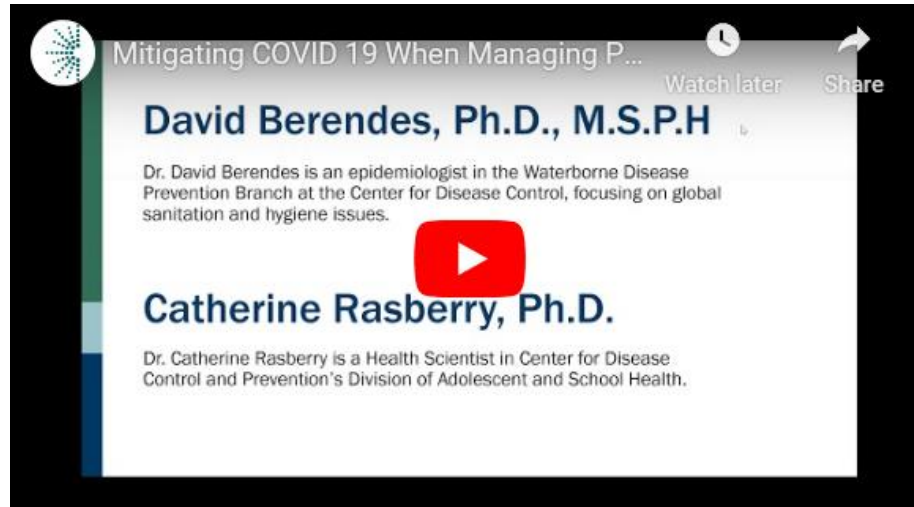 Mitigating COVID 19 When Managing P...
Watch later
Share
David Berendes, Ph.D., M.S.P.H
Dr. David Berendes is an epidemiologist in the Waterborne Disease
Prevention Branch at the Center for Disease Control, focusing on global
sanitation and hygiene issues.
Catherine Rasberry, Ph.D.
Dr. Catherine Rasberry is a Health Scientist in Center for Disease
Control and Prevention's Division of Adolescent and School Health.